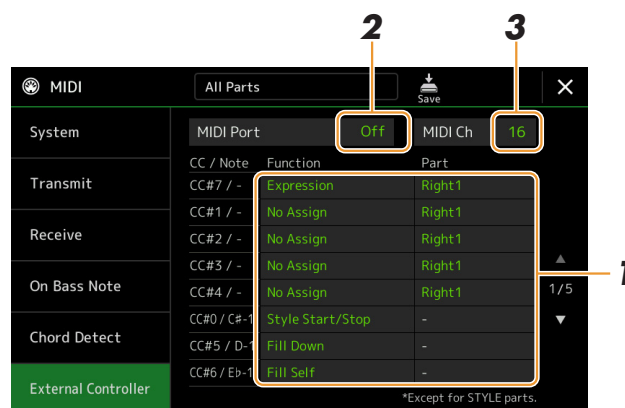 2 3
MIDI All Parts Save ×
System MIDI Port Off MIDI Ch 16
CC / Note Function Part
Transmit CC#7 / - Expression Right1
CC#1 / - No Assign Right1
Receive CC#2 / - No Assign Right1
CC#3 / - No Assign Right1
On Bass Note CC#4 / - No Assign Right1 1/5
CC#0 / C♯-1 Style Start/Stop -
Chord Detect CC#5 / D-1 Fill Down -
External Controller CC#6 / E♭-1 Fill Self -
*Except for STYLE parts.